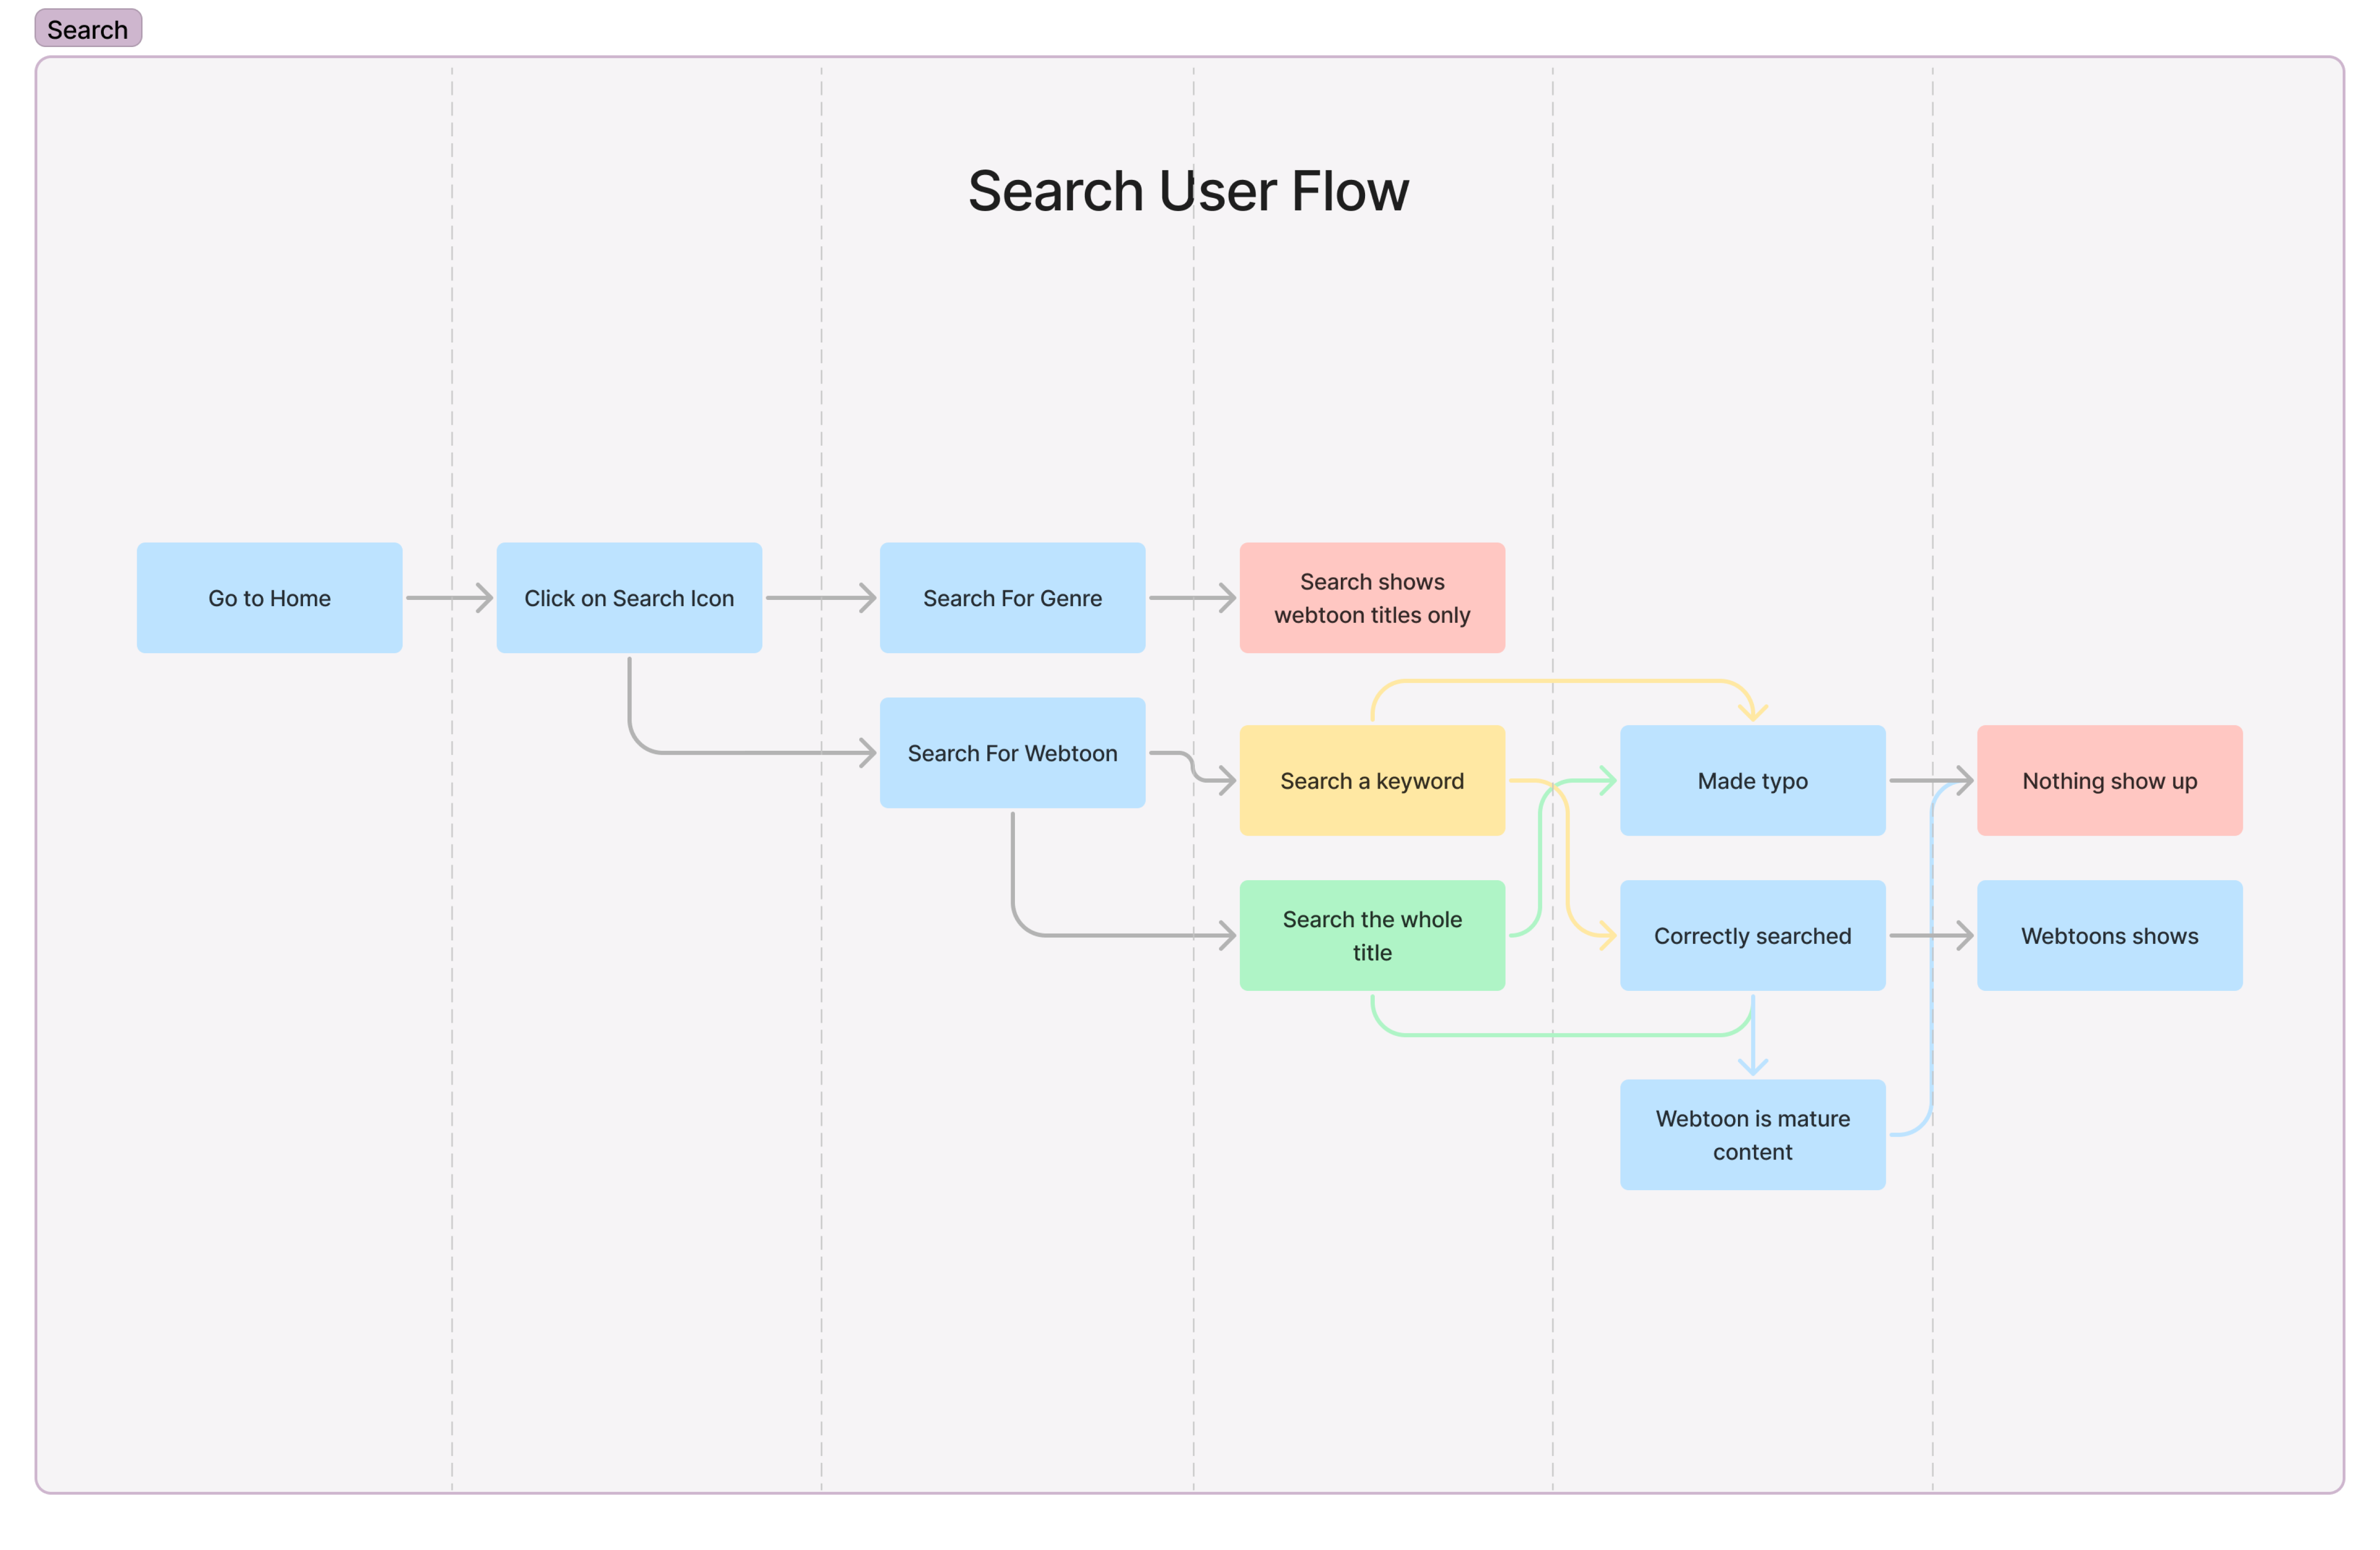 Search
Search User Flow
Go to Home
Click on Search Icon
Search For Genre
Search shows
webtoon titles only
Search For Webtoon
Search a keyword
Made typo
Nothing show up
Search the whole
title
Correctly searched
Webtoons shows
Webtoon is mature
content